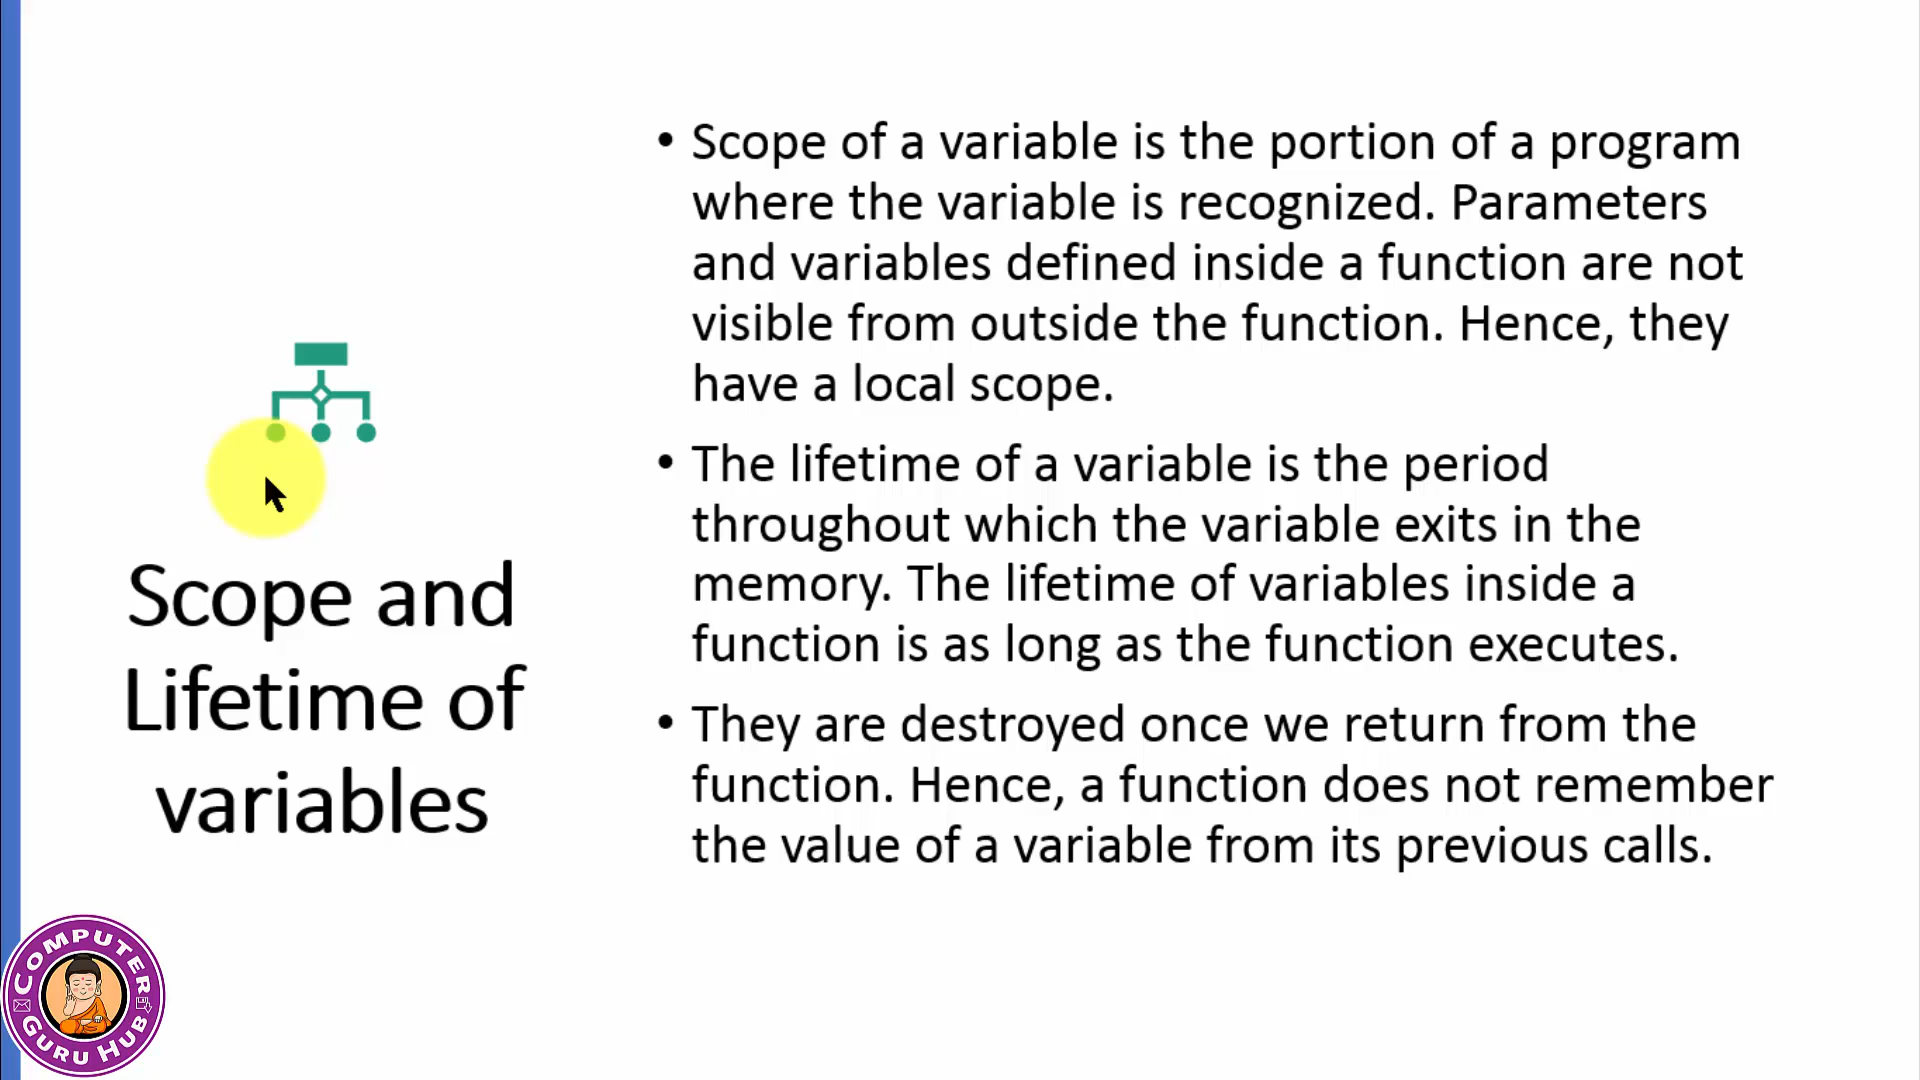 Scope and
Lifetime of
variables
• Scope of a variable is the portion of a program
where the variable is recognized. Parameters
and variables defined inside a function are not
visible from outside the function. Hence, they
have a local scope.
• The lifetime of a variable is the period
throughout which the variable exits in the
memory. The lifetime of variables inside a
function is as long as the function executes.
• They are destroyed once we return from the
function. Hence, a function does not remember
the value of a variable from its previous calls.
COMPUTER
GURU HUB